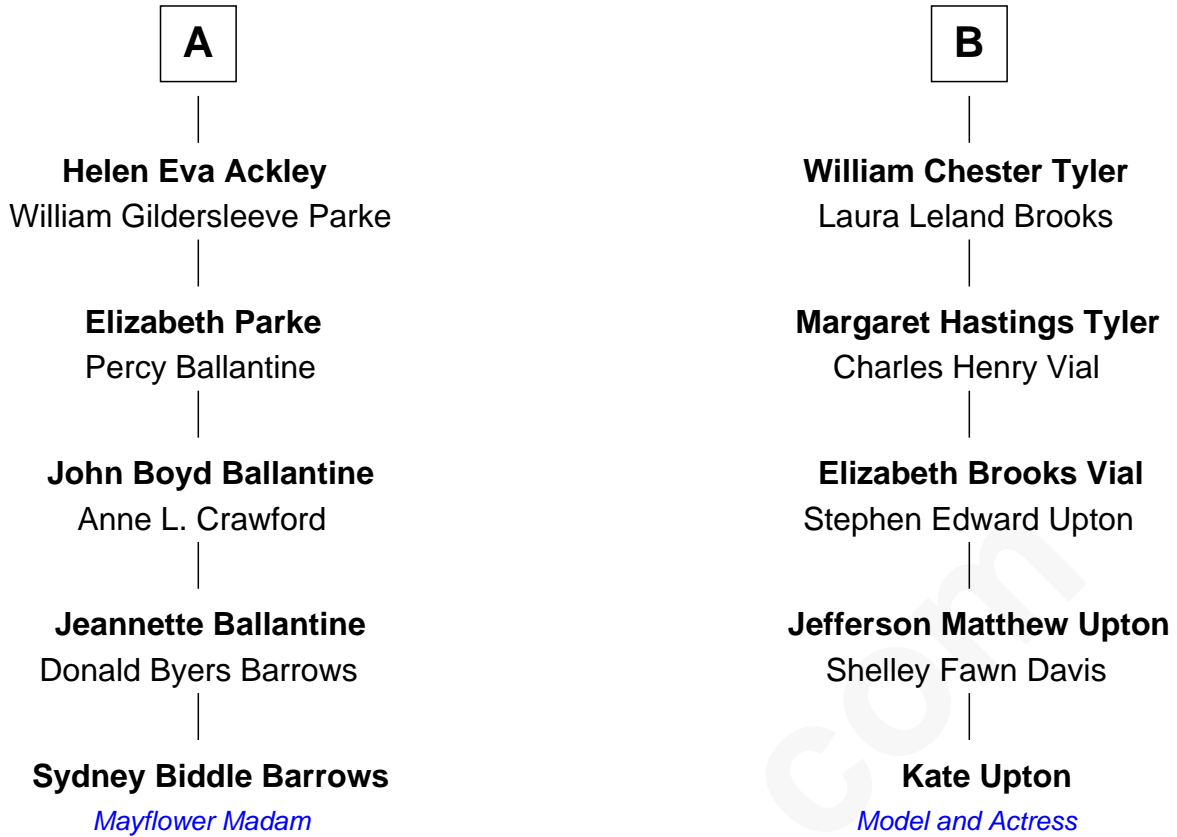 A
Helen Eva Ackley
William Gildersleeve Parke
Elizabeth Parke
Percy Ballantine
John Boyd Ballantine
Anne L. Crawford
Jeannette Ballantine
Donald Byers Barrows
Sydney Biddle Barrows
Mayflower Madam
B
William Chester Tyler
Laura Leland Brooks
Margaret Hastings Tyler
Charles Henry Vial
Elizabeth Brooks Vial
Stephen Edward Upton
Jefferson Matthew Upton
Shelley Fawn Davis
Kate Upton
Model and Actress
com